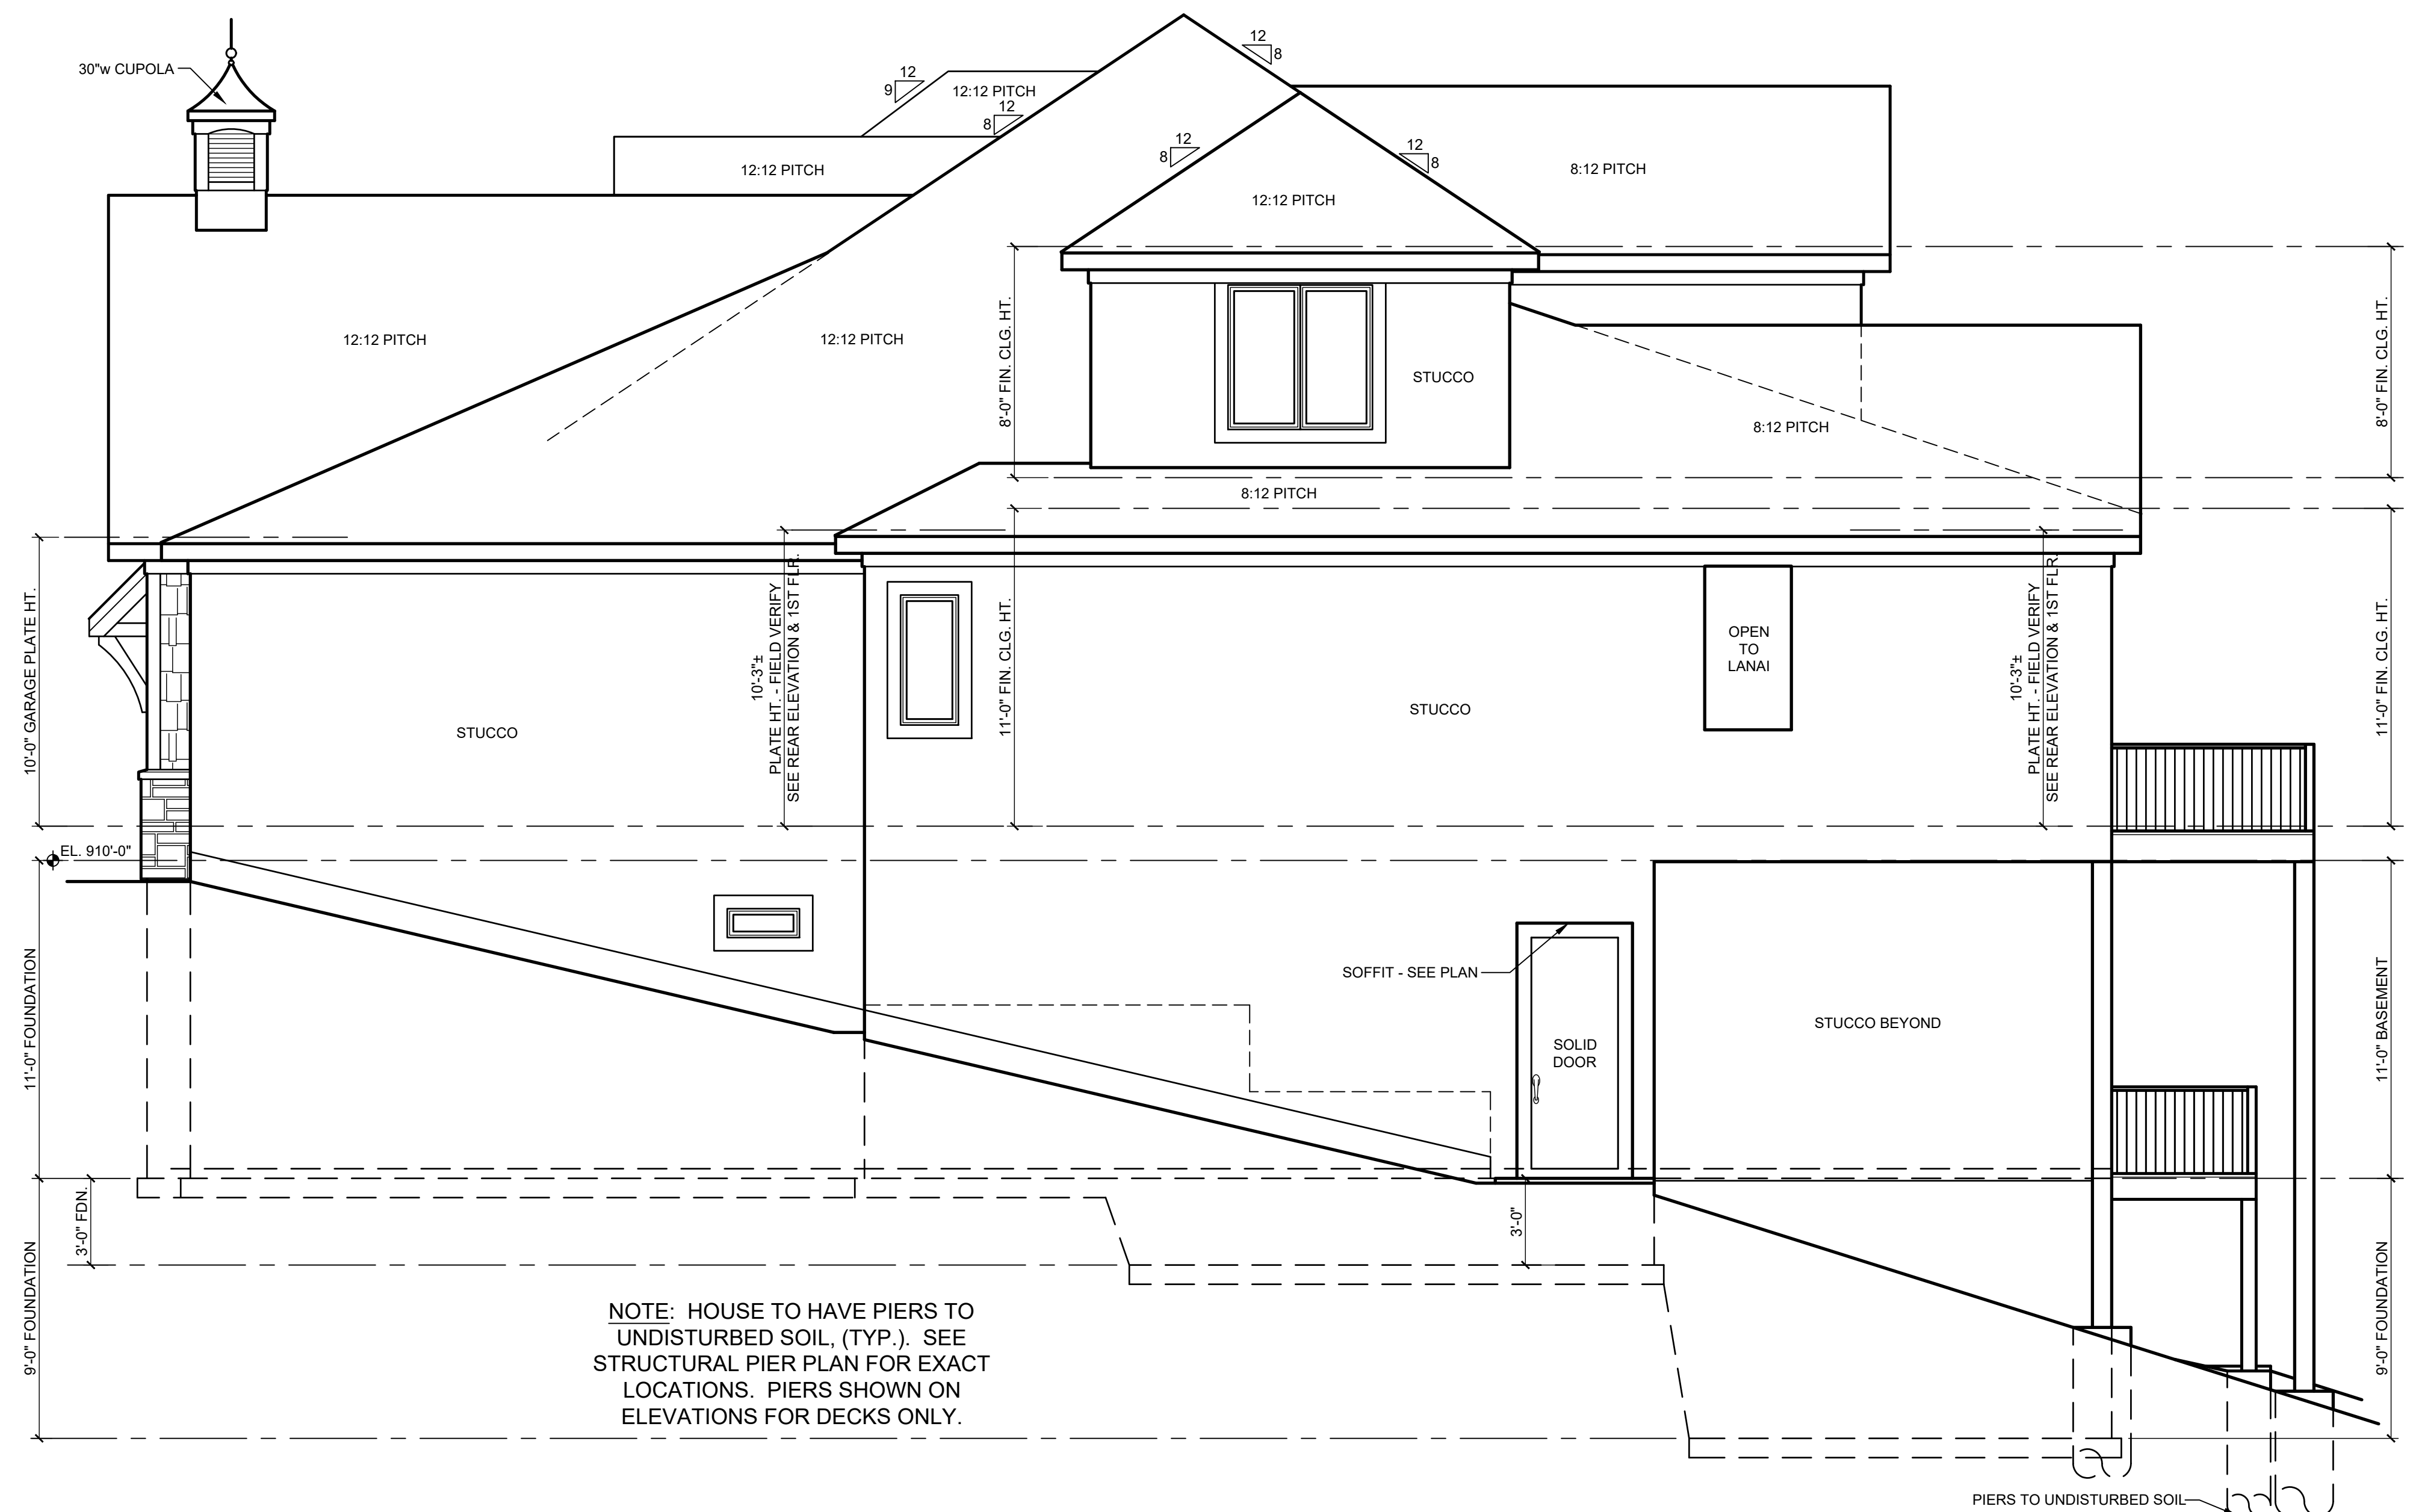 30"w CUPOLA
12
8
12
9
12:12 PITCH
12
8
12:12 PITCH
12
8
12
8
8:12 PITCH
12:12 PITCH
12:12 PITCH
12:12 PITCH
8'-0" FIN. CLG. HT.
STUCCO
8'-0" FIN. CLG. HT.
8:12 PITCH
8:12 PITCH
10'-0" GARAGE PLATE HT.
10'-3"±
PLATE HT. - FIELD VERIFY
SEE REAR ELEVATION & 1ST FLR.
11'-0" FIN. CLG. HT.
OPEN
TO
LANAI
10'-3"±
PLATE HT. - FIELD VERIFY
SEE REAR ELEVATION & 1ST FLR.
11'-0" FIN. CLG. HT.
STUCCO
STUCCO
EL. 910'-0"
11'-0" FOUNDATION
SOFFIT - SEE PLAN
SOLID
DOOR
STUCCO BEYOND
11'-0" BASEMENT
3'-0" FDN.
3'-0"
9'-0" FOUNDATION
9'-0" FOUNDATION
NOTE: HOUSE TO HAVE PIERS TO
UNDISTURBED SOIL, (TYP.). SEE
STRUCTURAL PIER PLAN FOR EXACT
LOCATIONS. PIERS SHOWN ON
ELEVATIONS FOR DECKS ONLY.
PIERS TO UNDISTURBED SOIL